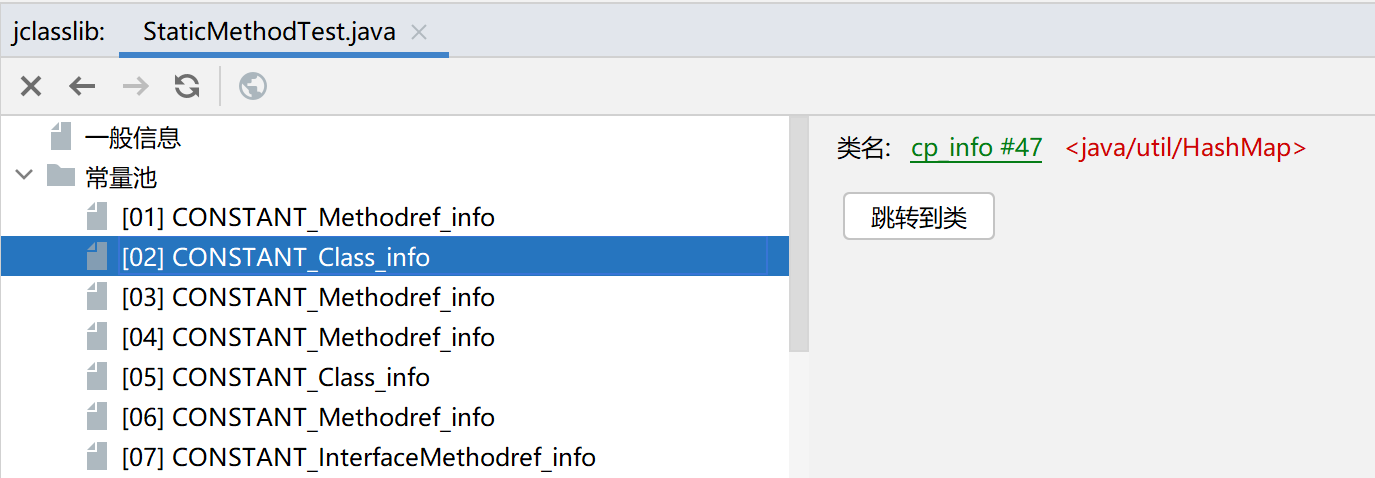 jclasslib: StaticMethodTest.java
一般信息
常量池
[01] CONSTANT_Methodref_info
[02] CONSTANT_Class_info
[03] CONSTANT_Methodref_info
[04] CONSTANT_Methodref_info
[05] CONSTANT_Class_info
[06] CONSTANT_Methodref_info
[07] CONSTANT_InterfaceMethodref_info
类名: cp_info #47 <java/util/HashMap>
跳转到类